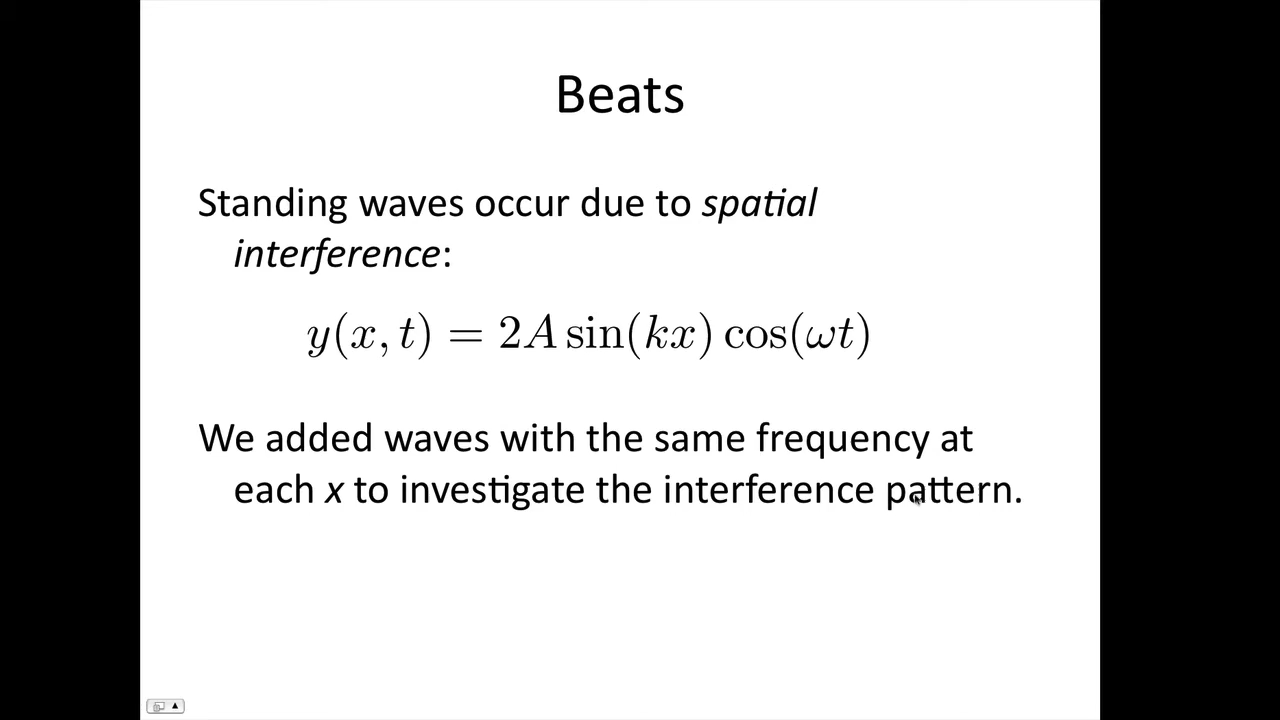 Beats
Standing waves occur due to spatial
interference:
y(x, t) = 2A sin(kx) cos(ωt)
We added waves with the same frequency at
each x to investigate the interference pattern.